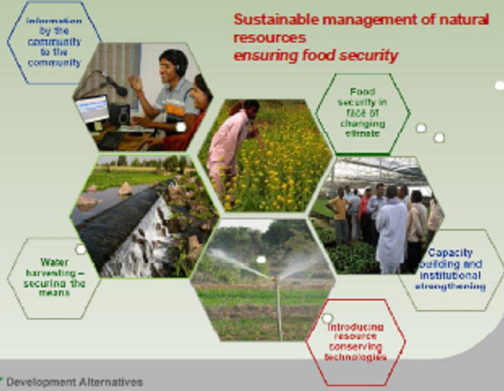 Sustainable management of natural
resources
ensuring food security
Information
by the
community
to the
community
Food
security in
face of
changing
climate
Water
harvesting –
securing the
means
Capacity
building and
institutional
strengthening
Introducing
resource
conserving
technologies
Development Alternatives